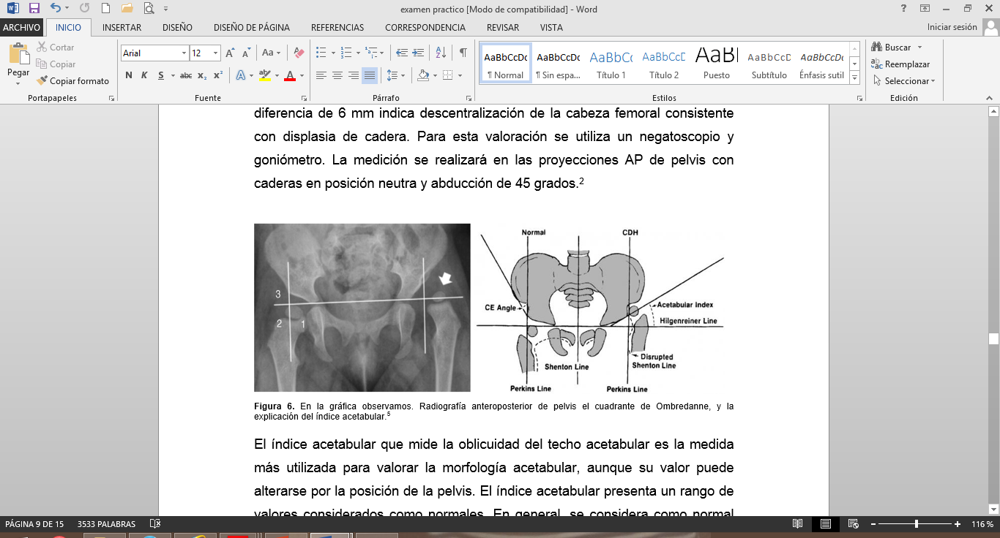 examen practico [Modo de compatibilidad] - Word
ARCHIVO INICIO INSERTAR DISEÑO DISEÑO DE PÁGINA REFERENCIAS CORRESPONDENCIA REVISAR VISTA Iniciar sesión
Pegar
Cortar
Copiar
Copiar formato
Portapapeles
Arial 12
N K S abc x₂ x²
Fuente
Párrafo
AaBbCcDc AaBbCcDc AaBbCc AaBbCcD AaB AaBbCcD AaBbCcDc
¶ Normal ¶ Sin espa... Título 1 Título 2 Puesto Subtítulo Énfasis sutil
Estilos
Buscar
Reemplazar
Seleccionar
Edición
diferencia de 6 mm indica descentralización de la cabeza femoral consistente
con displasia de cadera. Para esta valoración se utiliza un negatoscopio y
goniómetro. La medición se realizará en las proyecciones AP de pelvis con
caderas en posición neutra y abducción de 45 grados.²
3
2 1
Normal CDH
CE Angle
Acetabular Index
Hilgenreiner Line
Shenton Line
Disrupted
Shenton Line
Perkins Line Perkins Line
Figura 6. En la gráfica observamos. Radiografía anteroposterior de pelvis el cuadrante de Ombredanne, y la
explicación del índice acetabular.⁵
El índice acetabular que mide la oblicuidad del techo acetabular es la medida
más utilizada para valorar la morfología acetabular, aunque su valor puede
alterarse por la posición de la pelvis. El índice acetabular presenta un rango de
valores considerados como normales. En general, se considera como normal
PÁGINA 9 DE 15 3533 PALABRAS 116 %